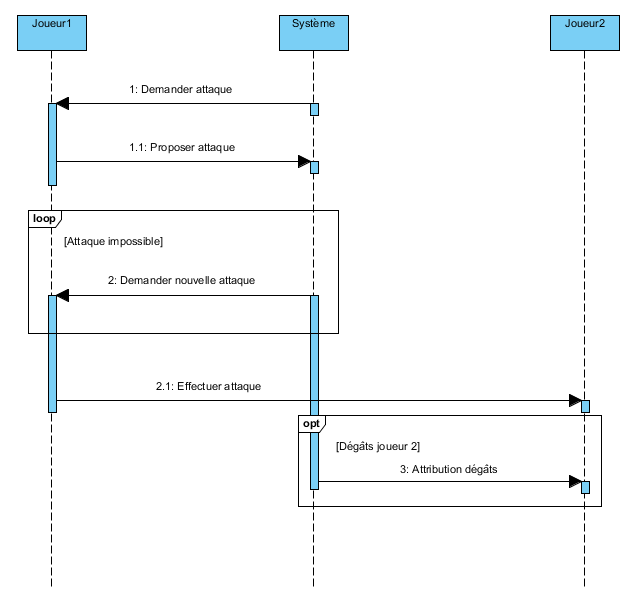 Joueur1
Système
Joueur2
1: Demander attaque
1.1: Proposer attaque
loop
[Attaque impossible]
2: Demander nouvelle attaque
2.1: Effectuer attaque
opt
[Dégâts joueur 2]
3: Attribution dégâts